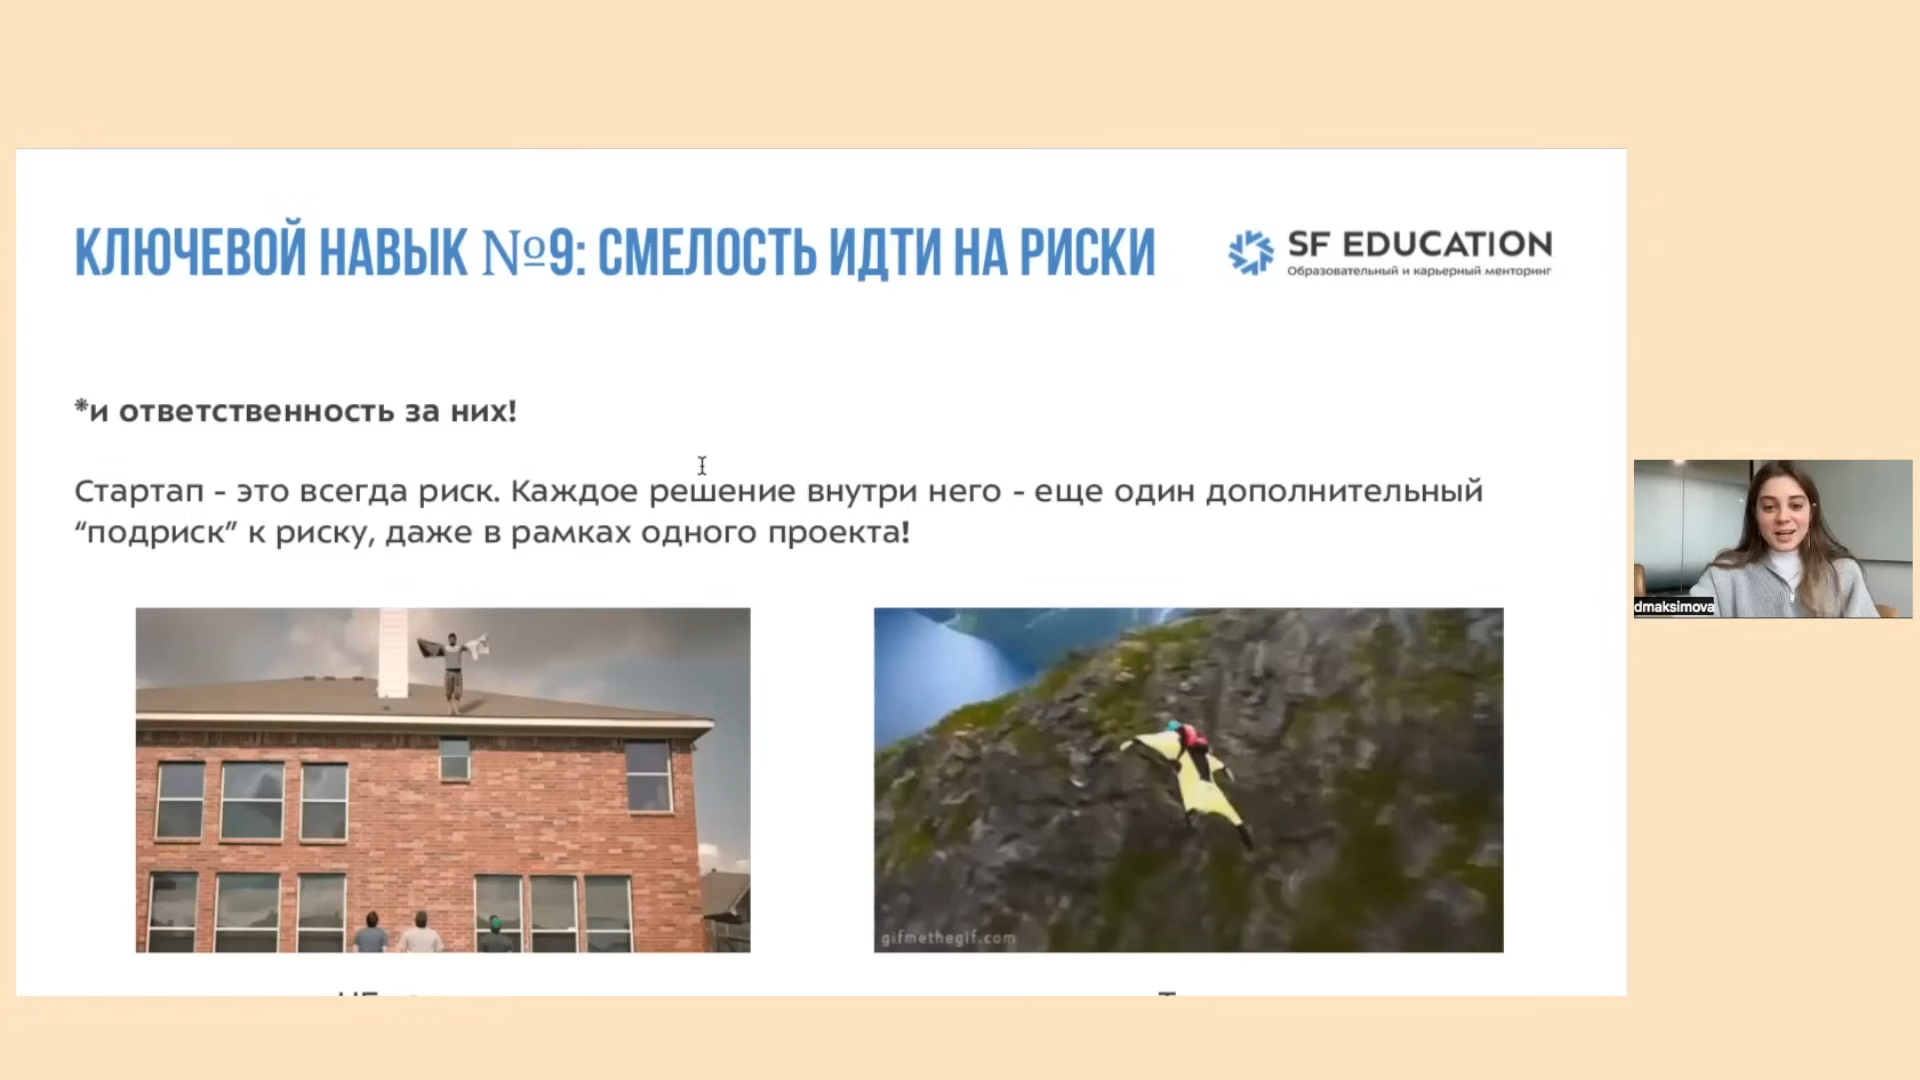 КЛЮЧЕВОЙ НАВЫК №9: СМЕЛОСТЬ ИДТИ НА РИСКИ
SF EDUCATION
Образовательный и карьерный менторинг
*и ответственность за них!
Стартап - это всегда риск. Каждое решение внутри него - еще один дополнительный
“подриск” к риску, даже в рамках одного проекта!
dmaksimova
gifmethegif.com